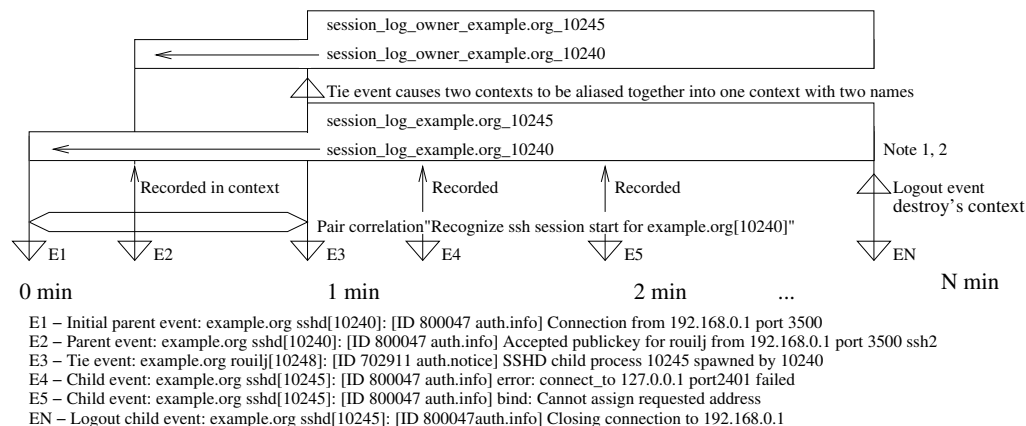 session_log_owner_example.org_10245
session_log_owner_example.org_10240
Tie event causes two contexts to be aliased together into one context with two names
session_log_example.org_10245
session_log_example.org_10240
Note 1, 2
Recorded in context
Recorded
Recorded
Logout event
destroy's context
Pair correlation"Recognize ssh session start for example.org[10240]"
E1 E2 E3 E4 E5 EN
0 min 1 min 2 min ... N min
E1 – Initial parent event: example.org sshd[10240]: [ID 800047 auth.info] Connection from 192.168.0.1 port 3500
E2 – Parent event: example.org sshd[10240]: [ID 800047 auth.info] Accepted publickey for rouilj from 192.168.0.1 port 3500 ssh2
E3 – Tie event: example.org rouilj[10248]: [ID 702911 auth.notice] SSHD child process 10245 spawned by 10240
E4 – Child event: example.org sshd[10245]: [ID 800047 auth.info] error: connect_to 127.0.0.1 port2401 failed
E5 – Child event: example.org sshd[10245]: [ID 800047 auth.info] bind: Cannot assign requested address
EN – Logout child event: example.org sshd[10245]: [ID 800047auth.info] Closing connection to 192.168.0.1